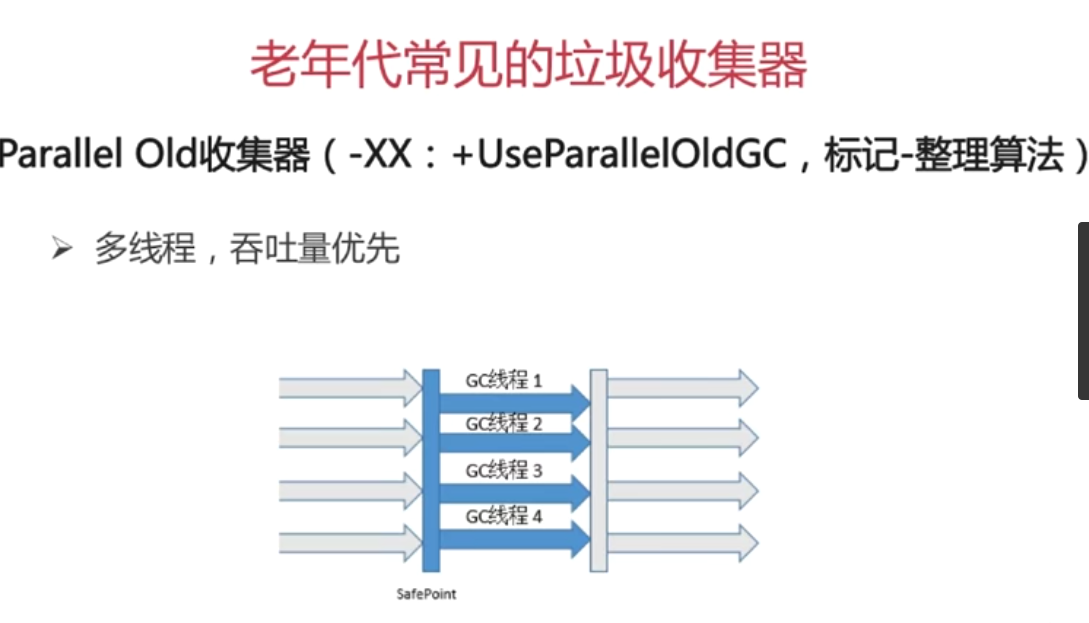 老年代常见的垃圾收集器
Parallel Old收集器（-XX：+UseParallelOldGC，标记-整理算法）
多线程，吞吐量优先
GC线程 1
GC线程 2
GC线程 3
GC线程 4
SafePoint